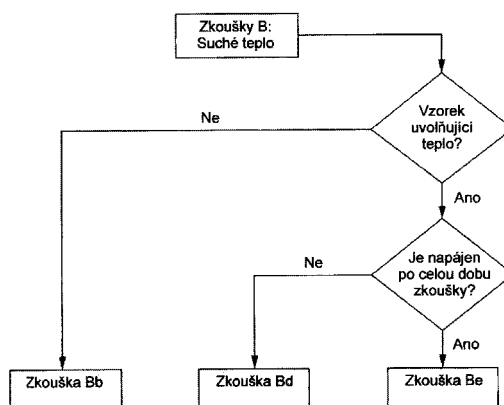 Zkoušky B:
Suché teplo
Vzorek
uvolňující
teplo?
Ne
Ano
Je napájen
po celou dobu
zkoušky?
Ne
Ano
Zkouška Bb
Zkouška Bd
Zkouška Be